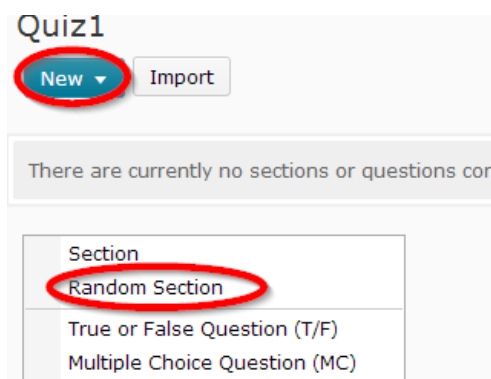 Quiz1
New Import
There are currently no sections or questions con
Section
Random Section
True or False Question (T/F)
Multiple Choice Question (MC)